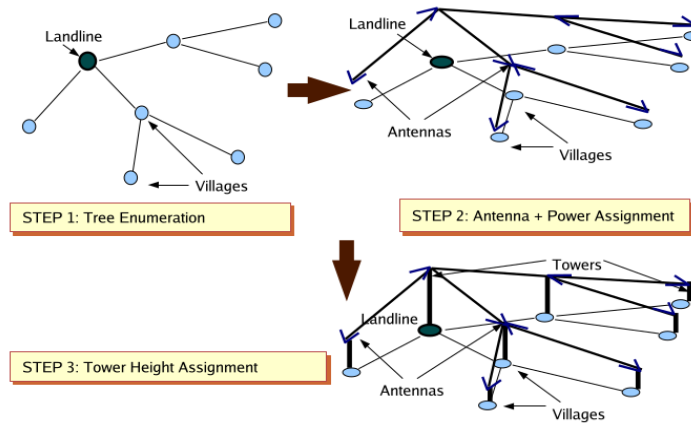 Landline
Villages
STEP 1: Tree Enumeration
Landline
Antennas
Villages
STEP 2: Antenna + Power Assignment
Towers
Landline
Antennas
Villages
STEP 3: Tower Height Assignment